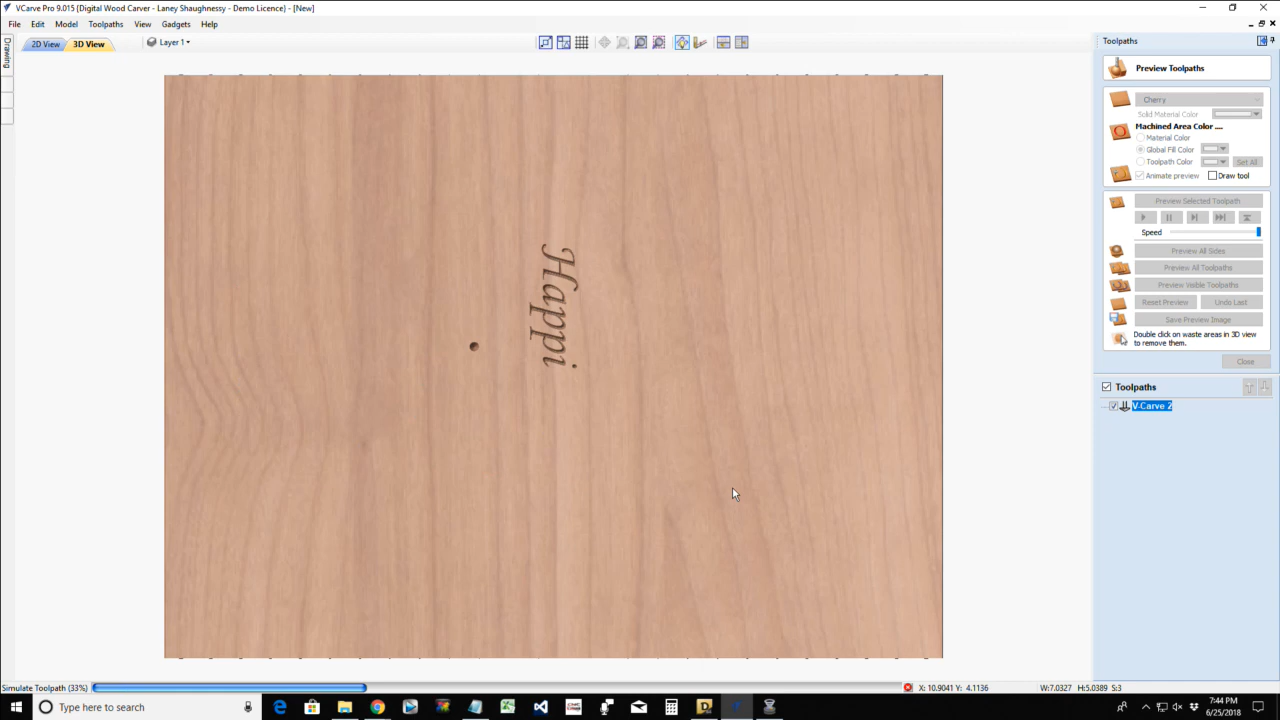 VCarve Pro 9.015 {Digital Wood Carver - Laney Shaughnessy - Demo Licence} - [New]
File Edit Model Toolpaths View Gadgets Help
2D View 3D View Layer 1
Drawing
Happi
Toolpaths
Preview Toolpaths
Cherry
Solid Material Color
Machined Area Color ....
Material Color
Global Fill Color
Toolpath Color Set All
Animate preview Draw tool
Preview Selected Toolpath
Speed
Preview All Sides
Preview All Toolpaths
Preview Visible Toolpaths
Reset Preview Undo Last
Save Preview Image
Double click on waste areas in 3D view
to remove them.
Close
Toolpaths
V-Carve 2
Simulate Toolpath (33%) X: 10.9041 Y: 4.1136 W:7.0327 H:5.0389 S:3
Type here to search
7:44 PM
6/25/2018